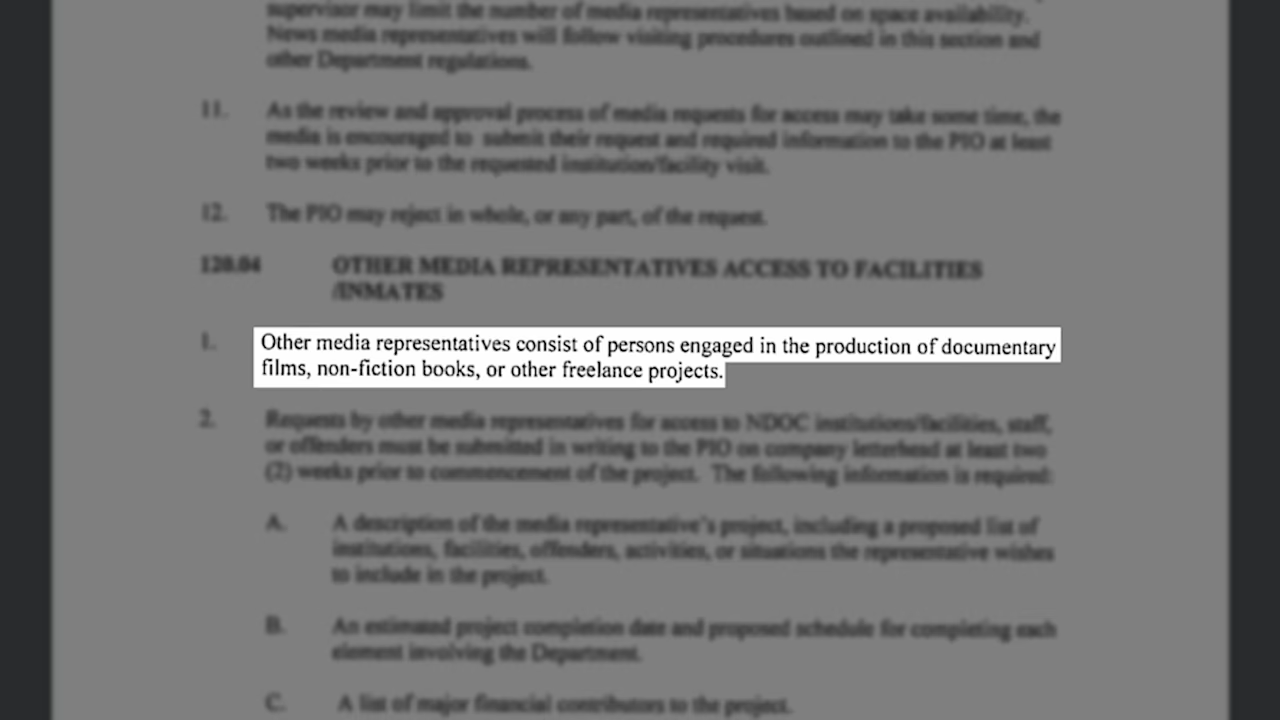 supervisor may limit the number of media representatives based on space availability.
News media representatives will follow visiting procedures outlined in this section and
other Department regulations.
11. As the review and approval process of media requests for access may take some time, the
media is encouraged to submit their request and required information to the PIO at least
two weeks prior to the requested institution/facility visit.
12. The PIO may reject in whole, or any part, of the request.
120.04 OTHER MEDIA REPRESENTATIVES ACCESS TO FACILITIES
/INMATES
1. Other media representatives consist of persons engaged in the production of documentary
films, non-fiction books, or other freelance projects.
2. Requests by other media representatives for access to NDOC institutions/facilities, staff,
or offenders must be submitted in writing to the PIO on company letterhead at least two
(2) weeks prior to commencement of the project. The following information is required:
A. A description of the media representative's project, including a proposed list of
institutions, facilities, offenders, activities, or situations the representative wishes
to include in the project.
B. An estimated project completion date and proposed schedule for completing each
element involving the Department.
C. A list of major financial contributors to the project.